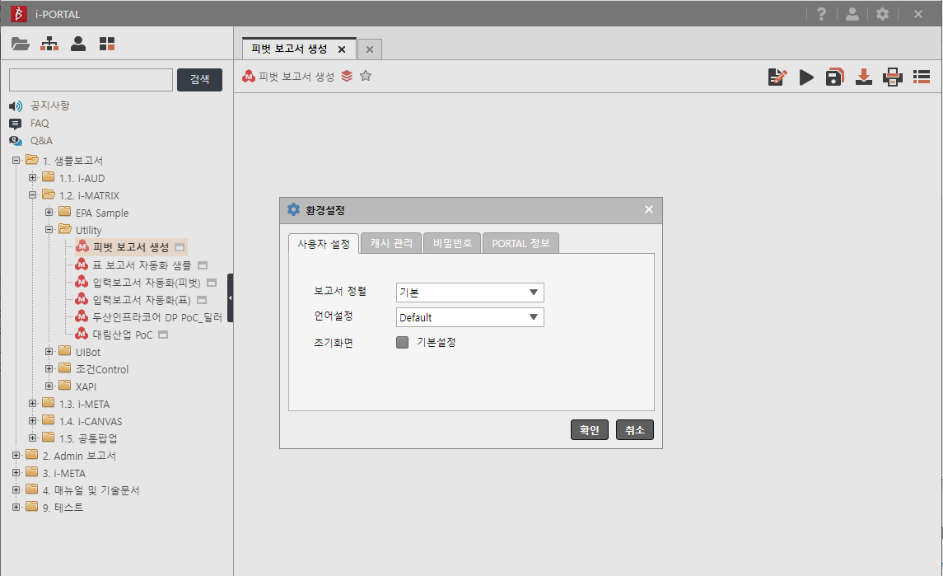 i-PORTAL
피벗 보고서 생성
검색
피벗 보고서 생성
공지사항
FAQ
Q&A
1. 샘플보고서
1.1. i-AUD
1.2. i-MATRIX
EPA Sample
Utility
피벗 보고서 생성
표 보고서 자동화 샘플
입력보고서 자동화(피벗)
입력보고서 자동화(표)
두산인프라코어 DP PoC_딜러
대림산업 PoC
UIBot
조건Control
XAPI
1.3. i-META
1.4. i-CANVAS
1.5. 공통팝업
2. Admin 보고서
3. i-META
4. 매뉴얼 및 기술문서
9. 테스트
환경설정
사용자 설정 캐시 관리 비밀번호 PORTAL 정보
보고서 정렬 기본
언어설정 Default
초기화면 기본설정
확인 취소